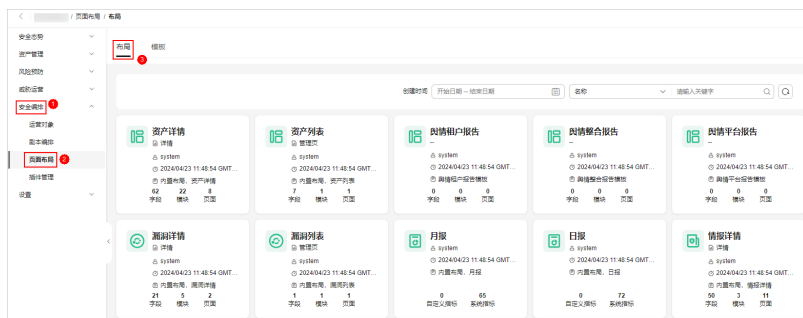 / 页面布局 / 布局
安全态势
资产管理
风险预防
威胁运营
安全编排 1
运营对象
剧本编排
页面布局 2
插件管理
设置
布局 模板
3
创建时间 开始日期 – 结束日期 名称 请输入关键字
资产详情
详情
system
2024/04/23 11:48:54 GMT...
内置布局、资产详情
62 22 8
字段 模块 页面
资产列表
管理页
system
2024/04/23 11:48:54 GMT...
内置布局、资产列表
7 1 1
字段 模块 页面
舆情租户报告
--
system
2024/04/23 11:48:54 GMT...
舆情租户报告模板
0 0 0
字段 模块 页面
舆情整合报告
--
system
2024/04/23 11:48:54 GMT...
舆情整合报告模板
0 0 0
字段 模块 页面
舆情平台报告
--
system
2024/04/23 11:48:54 GMT...
舆情平台报告模板
0 0 0
字段 模块 页面
漏洞详情
详情
system
2024/04/23 11:48:54 GMT...
内置布局、漏洞详情
21 5 2
字段 模块 页面
漏洞列表
管理页
system
2024/04/23 11:48:54 GMT...
内置布局、漏洞列表
1 1 1
字段 模块 页面
月报
system
2024/04/23 11:48:54 GMT...
内置布局、月报
0 65
自定义指标 系统指标
日报
system
2024/04/23 11:48:54 GMT...
内置布局、日报
0 72
自定义指标 系统指标
情报详情
详情
system
2024/04/23 11:48:54 GMT...
内置布局、情报详情
50 3 11
字段 模块 页面